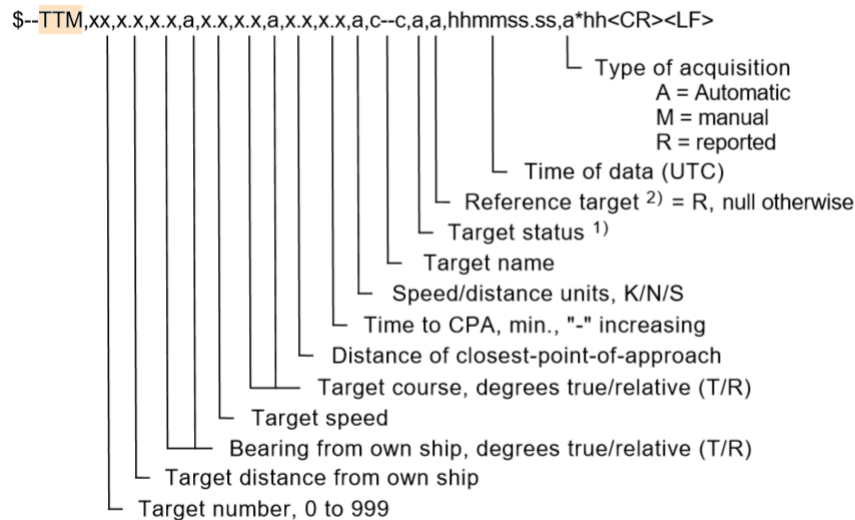 $--TTM,xx,x.x,x.x,a,x.x,x.x,a,x.x,x.x,a,c--c,a,a,hhmmss.ss,a*hh<CR><LF>
Type of acquisition
A = Automatic
M = manual
R = reported
Time of data (UTC)
Reference target 2) = R, null otherwise
Target status 1)
Target name
Speed/distance units, K/N/S
Time to CPA, min., "-" increasing
Distance of closest-point-of-approach
Target course, degrees true/relative (T/R)
Target speed
Bearing from own ship, degrees true/relative (T/R)
Target distance from own ship
Target number, 0 to 999